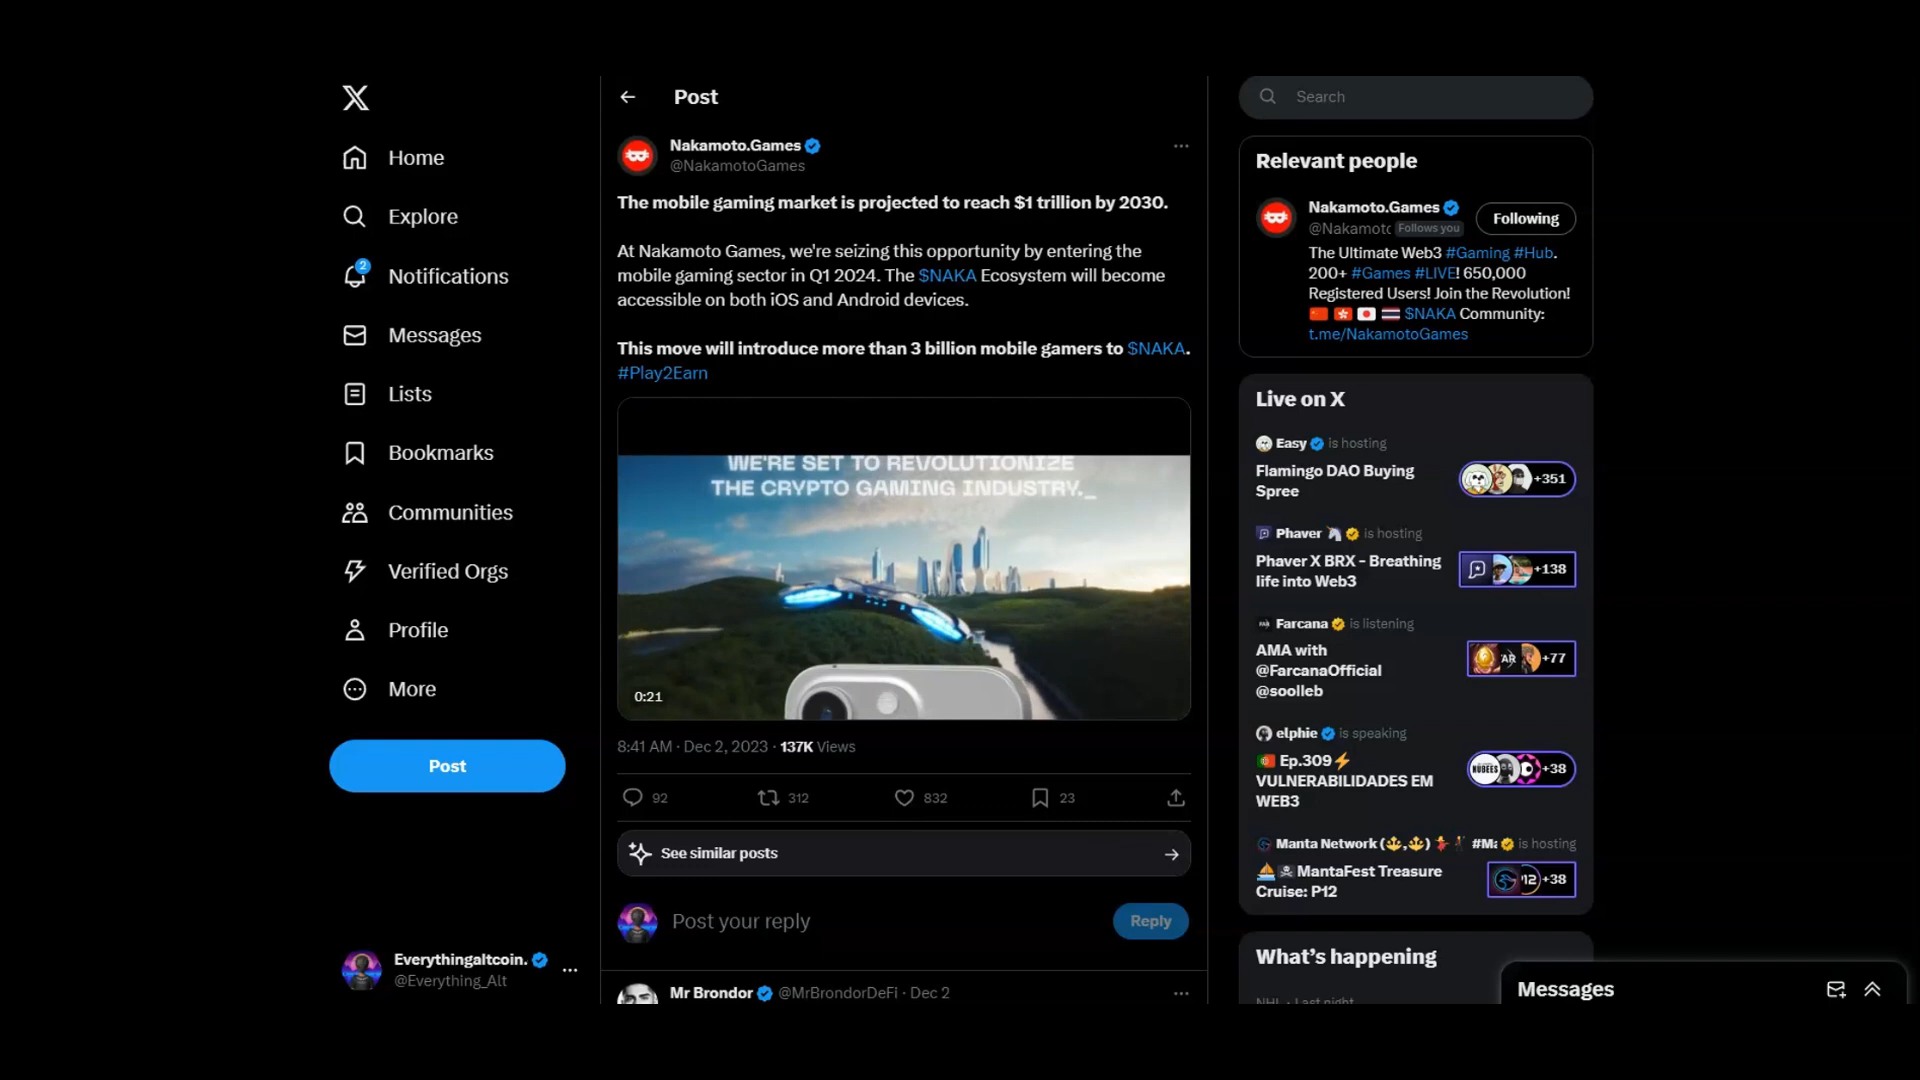 Home
Explore
2
Notifications
Messages
Lists
Bookmarks
Communities
Verified Orgs
Profile
More
Post
Everythingaltcoin.
@Everything_Alt
Post
Nakamoto.Games
@NakamotoGames
The mobile gaming market is projected to reach $1 trillion by 2030.
At Nakamoto Games, we're seizing this opportunity by entering the
mobile gaming sector in Q1 2024. The $NAKA Ecosystem will become
accessible on both iOS and Android devices.
This move will introduce more than 3 billion mobile gamers to $NAKA.
#Play2Earn
WE'RE SET TO REVOLUTIONIZE
THE CRYPTO GAMING INDUSTRY._
0:21
8:41 AM · Dec 2, 2023 · 137K Views
92 312 832 23
See similar posts
Post your reply
Reply
Mr Brondor @MrBrondorDeFi · Dec 2
Search
Relevant people
Nakamoto.Games
Following
@Nakamoto Follows you
The Ultimate Web3 #Gaming #Hub.
200+ #Games #LIVE! 650,000
Registered Users! Join the Revolution!
$NAKA Community:
t.me/NakamotoGames
Live on X
Easy is hosting
Flamingo DAO Buying
Spree
+351
Phaver is hosting
Phaver X BRX - Breathing
life into Web3
+138
Farcana is listening
AMA with
@FarcanaOfficial
@soolleb
+77
elphie is speaking
Ep.309
VULNERABILIDADES EM
WEB3
+38
Manta Network #Ma is hosting
MantaFest Treasure
Cruise: P12
+38
What's happening
NHL · Last night
Messages